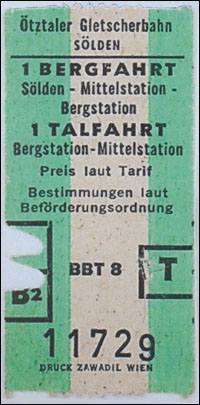 Ötztaler Gletscherbahn
SÖLDEN
1 BERGFAHRT
Sölden - Mittelstation -
Bergstation
1 TALFAHRT
Bergstation-Mittelstation
Preis laut Tarif
Bestimmungen laut
Beförderungsordnung
BBT 8
T
B2
11729
DRUCK ZAWADIL WIEN